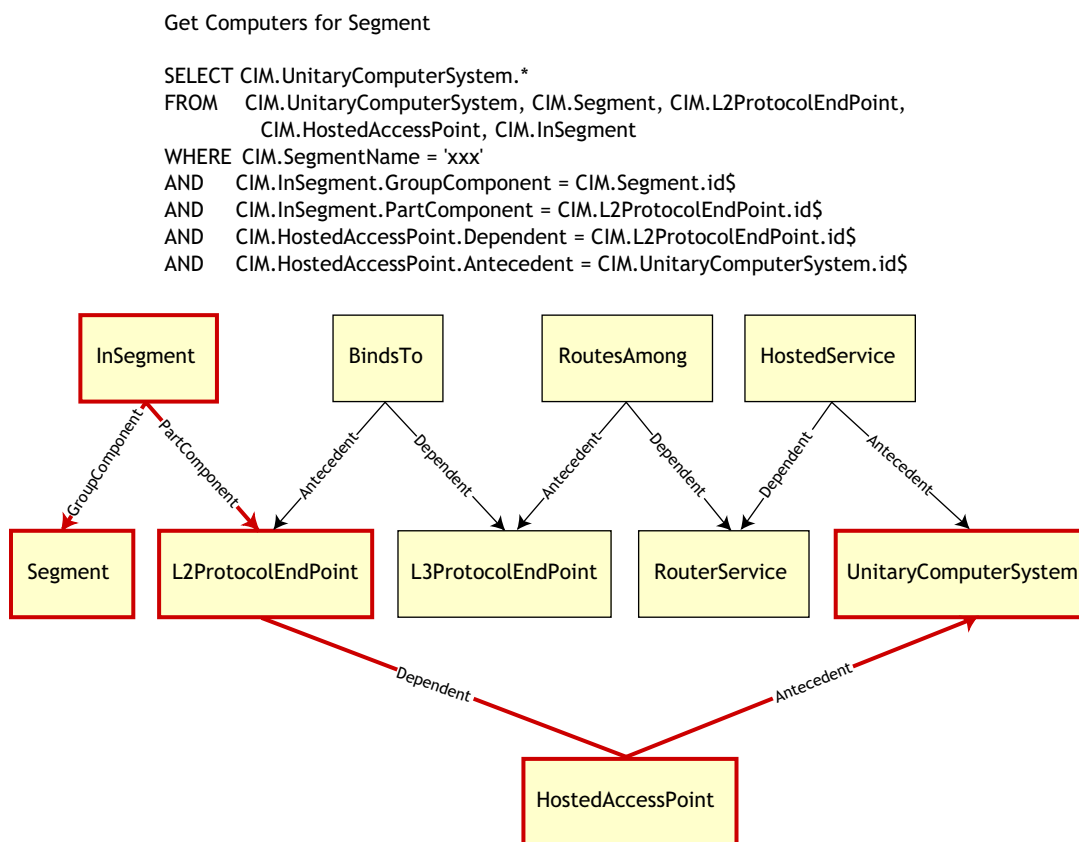 Get Computers for Segment
SELECT CIM.UnitaryComputerSystem.*
FROM CIM.UnitaryComputerSystem, CIM.Segment, CIM.L2ProtocolEndPoint,
CIM.HostedAccessPoint, CIM.InSegment
WHERE CIM.SegmentName = 'xxx'
AND CIM.InSegment.GroupComponent = CIM.Segment.id$
AND CIM.InSegment.PartComponent = CIM.L2ProtocolEndPoint.id$
AND CIM.HostedAccessPoint.Dependent = CIM.L2ProtocolEndPoint.id$
AND CIM.HostedAccessPoint.Antecedent = CIM.UnitaryComputerSystem.id$
InSegment
BindsTo
RoutesAmong
HostedService
GroupComponent
PartComponent
Antecedent
Dependent
Antecedent
Dependent
Dependent
Antecedent
Segment
L2ProtocolEndPoint
L3ProtocolEndPoint
RouterService
UnitaryComputerSystem
Dependent
Antecedent
HostedAccessPoint